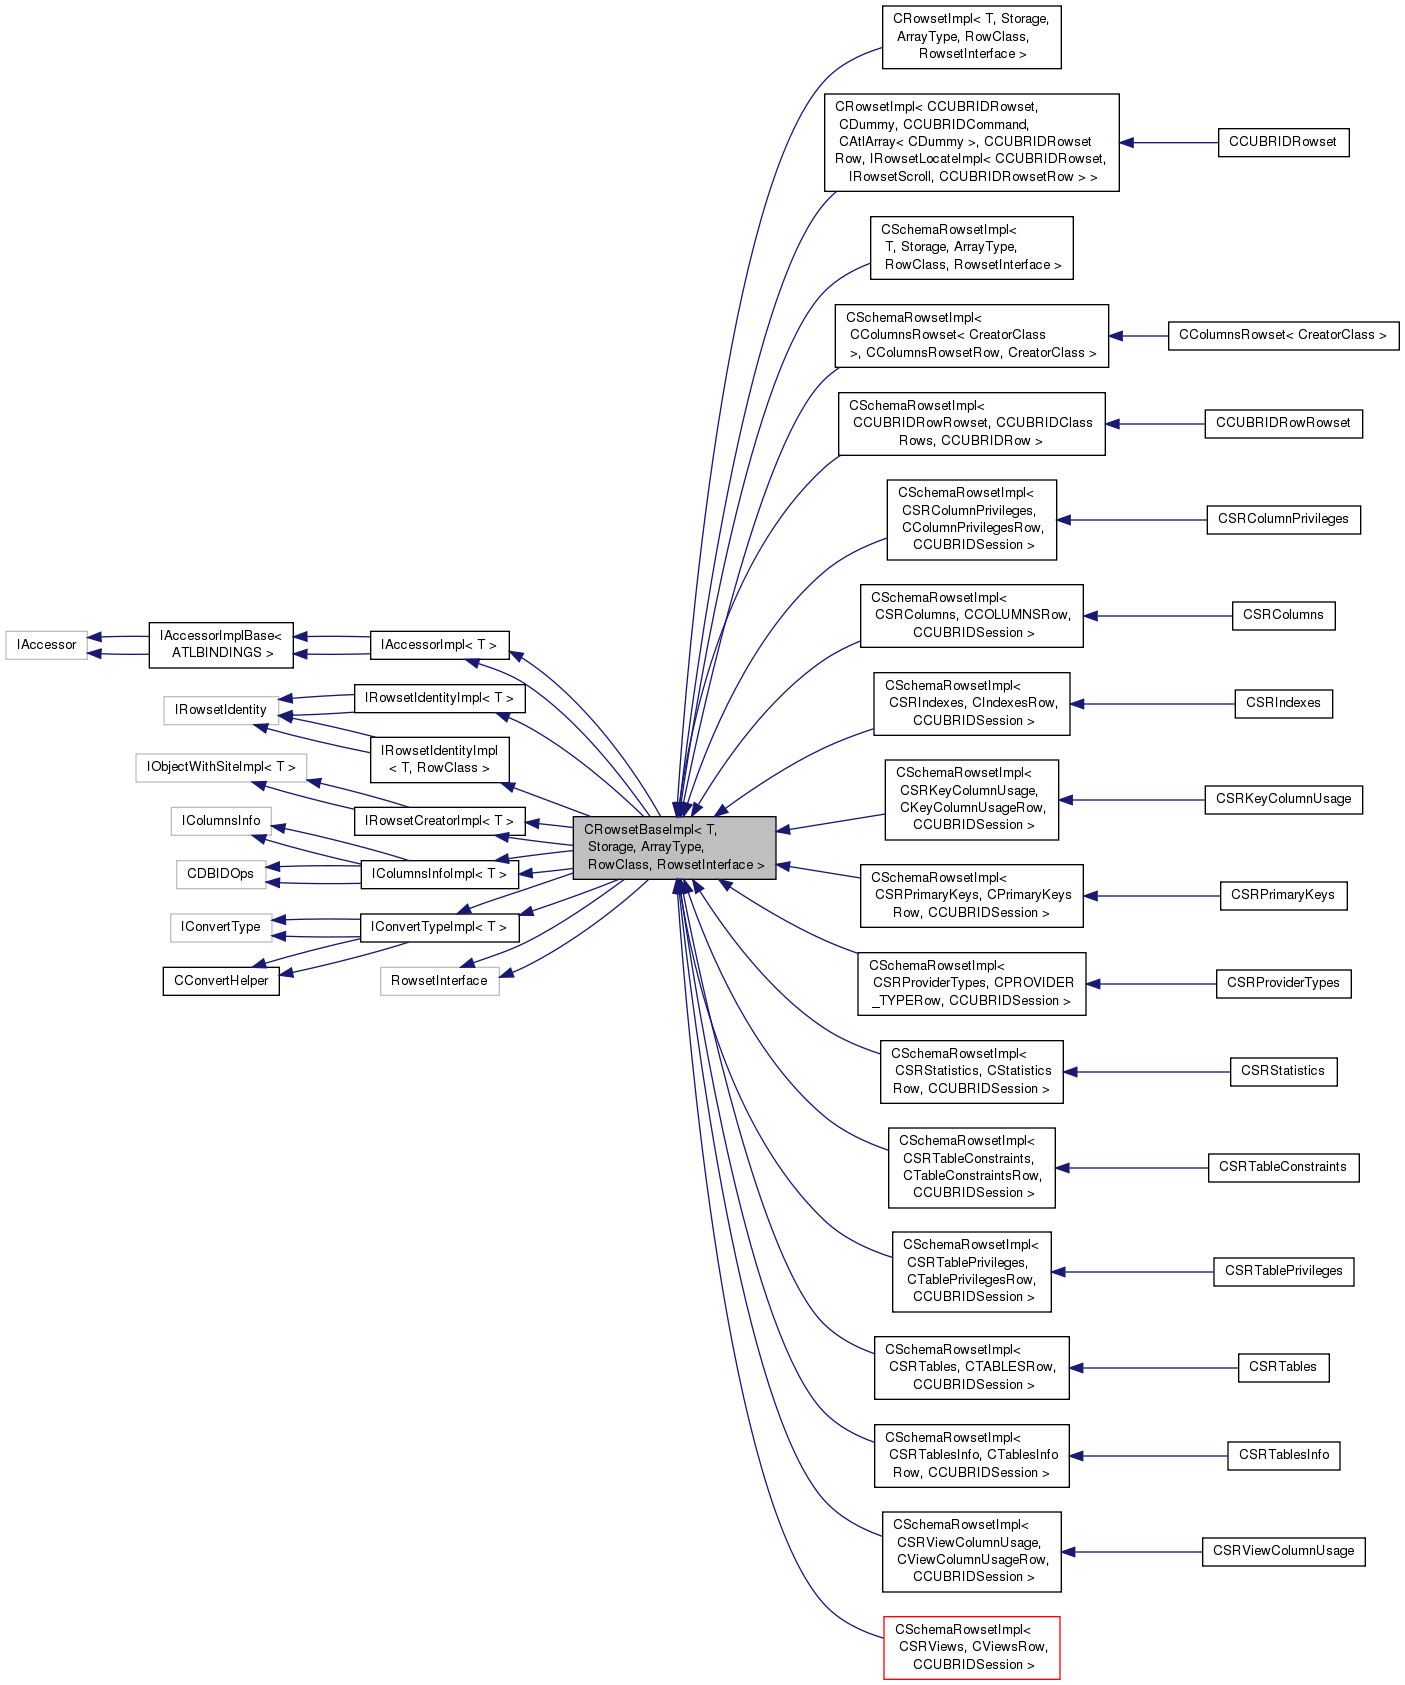 CRowsetImpl< T, Storage,
ArrayType, RowClass,
RowsetInterface >
CRowsetImpl< CCUBRIDRowset,
CDummy, CCUBRIDCommand,
CAtlArray< CDummy >, CCUBRIDRowset
Row, IRowsetLocateImpl< CCUBRIDRowset,
IRowsetScroll, CCUBRIDRowsetRow > >
CCUBRIDRowset
CSchemaRowsetImpl<
T, Storage, ArrayType,
RowClass, RowsetInterface >
CSchemaRowsetImpl<
CColumnsRowset< CreatorClass
>, CColumnsRowsetRow, CreatorClass >
CColumnsRowset< CreatorClass >
CSchemaRowsetImpl<
CCUBRIDRowRowset, CCUBRIDClass
Rows, CCUBRIDRow >
CCUBRIDRowRowset
CSchemaRowsetImpl<
CSRColumnPrivileges,
CColumnPrivilegesRow,
CCUBRIDSession >
CSRColumnPrivileges
CSchemaRowsetImpl<
CSRColumns, CCOLUMNSRow,
CCUBRIDSession >
CSRColumns
IAccessor
IAccessorImplBase<
ATLBINDINGS >
IAccessorImpl< T >
IRowsetIdentity
IRowsetIdentityImpl< T >
IRowsetIdentityImpl
< T, RowClass >
CSchemaRowsetImpl<
CSRIndexes, CIndexesRow,
CCUBRIDSession >
CSRIndexes
IObjectWithSiteImpl< T >
IRowsetCreatorImpl< T >
CSchemaRowsetImpl<
CSRKeyColumnUsage,
CKeyColumnUsageRow,
CCUBRIDSession >
CSRKeyColumnUsage
IColumnsInfo
CRowsetBaseImpl< T,
Storage, ArrayType,
RowClass, RowsetInterface >
CDBIDOps
IColumnsInfoImpl< T >
CSchemaRowsetImpl<
CSRPrimaryKeys, CPrimaryKeys
Row, CCUBRIDSession >
CSRPrimaryKeys
IConvertType
IConvertTypeImpl< T >
CConvertHelper
RowsetInterface
CSchemaRowsetImpl<
CSRProviderTypes, CPROVIDER
_TYPERow, CCUBRIDSession >
CSRProviderTypes
CSchemaRowsetImpl<
CSRStatistics, CStatistics
Row, CCUBRIDSession >
CSRStatistics
CSchemaRowsetImpl<
CSRTableConstraints,
CTableConstraintsRow,
CCUBRIDSession >
CSRTableConstraints
CSchemaRowsetImpl<
CSRTablePrivileges,
CTablePrivilegesRow,
CCUBRIDSession >
CSRTablePrivileges
CSchemaRowsetImpl<
CSRTables, CTABLESRow,
CCUBRIDSession >
CSRTables
CSchemaRowsetImpl<
CSRTablesInfo, CTablesInfo
Row, CCUBRIDSession >
CSRTablesInfo
CSchemaRowsetImpl<
CSRViewColumnUsage,
CViewColumnUsageRow,
CCUBRIDSession >
CSRViewColumnUsage
CSchemaRowsetImpl<
CSRViews, CViewsRow,
CCUBRIDSession >